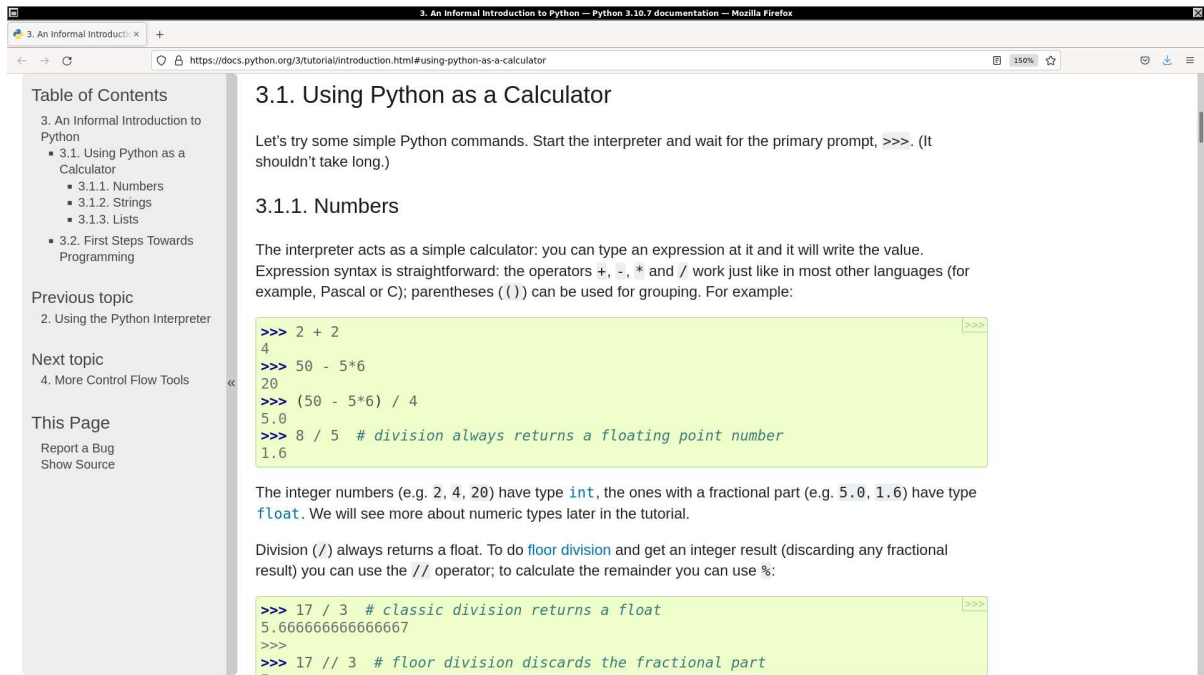 3. An Informal Introduction to Python — Python 3.10.7 documentation — Mozilla Firefox
3. An Informal Introducti
https://docs.python.org/3/tutorial/introduction.html#using-python-as-a-calculator
150%
Table of Contents
3. An Informal Introduction to
Python
3.1. Using Python as a
Calculator
3.1.1. Numbers
3.1.2. Strings
3.1.3. Lists
3.2. First Steps Towards
Programming
Previous topic
2. Using the Python Interpreter
Next topic
4. More Control Flow Tools
«
This Page
Report a Bug
Show Source
3.1. Using Python as a Calculator
Let’s try some simple Python commands. Start the interpreter and wait for the primary prompt, >>>. (It
shouldn’t take long.)
3.1.1. Numbers
The interpreter acts as a simple calculator: you can type an expression at it and it will write the value.
Expression syntax is straightforward: the operators +, -, * and / work just like in most other languages (for
example, Pascal or C); parentheses (()) can be used for grouping. For example:
>>>
>>> 2 + 2
4
>>> 50 - 5*6
20
>>> (50 - 5*6) / 4
5.0
>>> 8 / 5  # division always returns a floating point number
1.6
The integer numbers (e.g. 2, 4, 20) have type int, the ones with a fractional part (e.g. 5.0, 1.6) have type
float. We will see more about numeric types later in the tutorial.
Division (/) always returns a float. To do floor division and get an integer result (discarding any fractional
result) you can use the // operator; to calculate the remainder you can use %:
>>>
>>> 17 / 3  # classic division returns a float
5.666666666666667
>>>
>>> 17 // 3  # floor division discards the fractional part